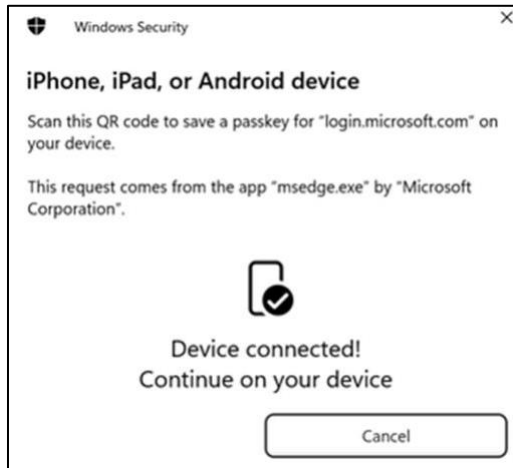 Windows Security
iPhone, iPad, or Android device
Scan this QR code to save a passkey for "login.microsoft.com" on
your device.
This request comes from the app "msedge.exe" by "Microsoft
Corporation".
Device connected!
Continue on your device
Cancel